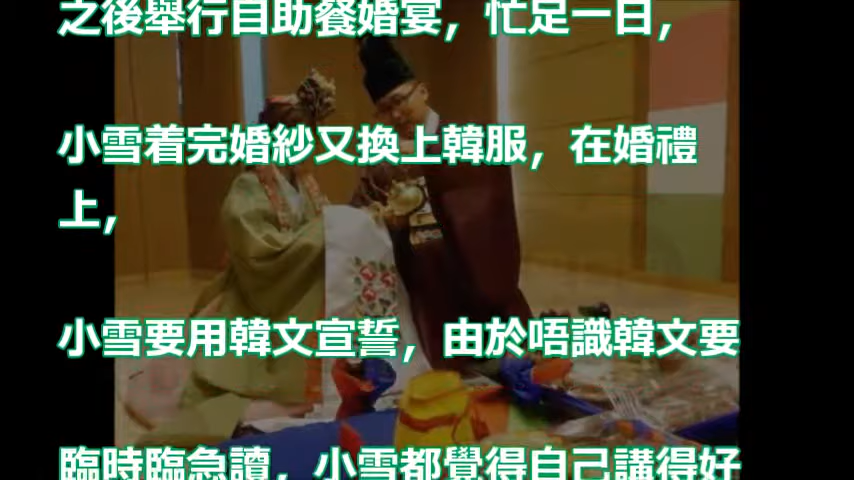 之後舉行自助餐婚宴，忙足一日，
小雪着完婚紗又換上韓服，在婚禮
上，
小雪要用韓文宣誓，由於唔識韓文要
臨時臨急讀，小雪都覺得自己講得好